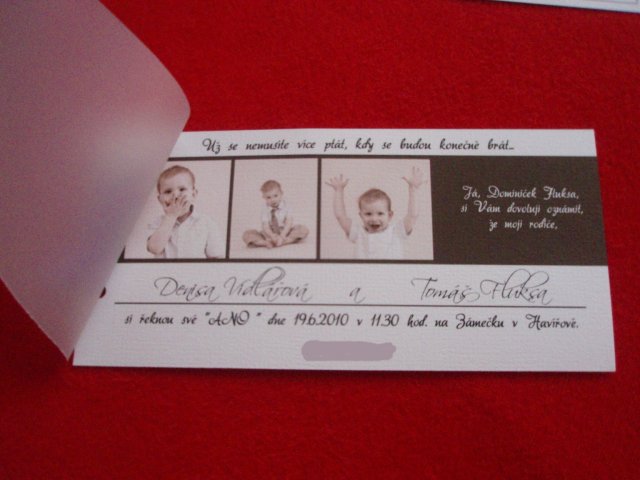 Už se nemusíte více ptát, kdy se budou konečně brát...
Já, Dominíček Fluksa,
si Vám dovoluji oznámit,
že moji rodiče,
Denisa Vidlářová a Tomáš Fluksa
si řeknou své "ANO " dne 19.6.2010 v 11.30 hod. na Zámečku v Havířově.